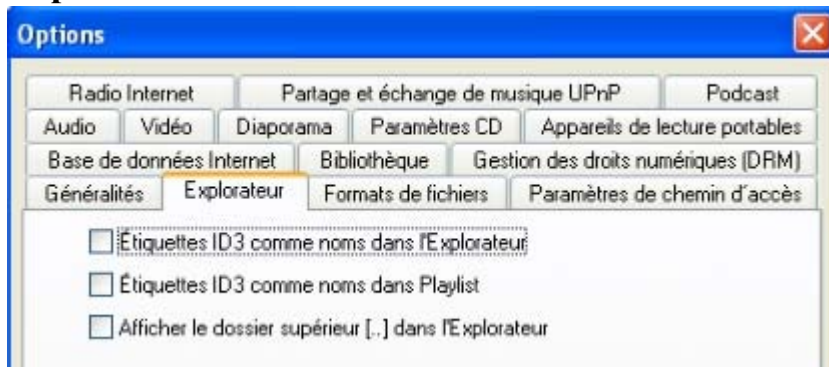 Options
Radio Internet Partage et échange de musique UPnP Podcast
Audio Vidéo Diaporama Paramètres CD Appareils de lecture portables
Base de données Internet Bibliothèque Gestion des droits numériques (DRM)
Généralités Explorateur Formats de fichiers Paramètres de chemin d'accès
Étiquettes ID3 comme noms dans l'Explorateur
Étiquettes ID3 comme noms dans Playlist
Afficher le dossier supérieur [..] dans l'Explorateur